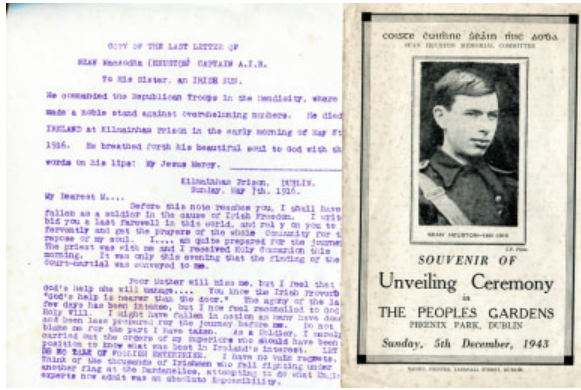 COPY OF THE LAST LETTER OF
SEAN MacAodha (HEUSTON) CAPTAIN A.I.R.
To His Sister, an IRISH NUN.
He commanded the Republican Troops in the Mendicity, where
made a noble stand against overwhelming numbers. He died
IRELAND at Kilmainham Prison in the early morning of May 8t
1916. He breathed forth his beautiful soul to God with th
words on his lips: My Jesus Mercy.
Kilmainham Prison, DUBLIN.
Sunday, May 7th, 1916.
My Dearest M....
Before this note reaches you, I shall have
fallen as a soldier in the cause of Irish Freedom. I write
bid you a last farewell in this world, and rely on you to
fervently and get the prayers of the whole Community for t
repose of my soul. I.... am quite prepared for the journey
The priest was with me and I received Holy Communion this
morning. It was only this evening that the finding of the
Court-martial was conveyed to me.
Poor Mother will miss me, but I feel that
God's help she will manage.... You know the Irish Proverb
"God's help is nearer than the door." The agony of the la
few days has been intense, but I now feel reconciled to God
Holy Will. I might have fallen in action as many have done
and been less prepared for the journey before me. Do not
blame me for the part I have taken. As a Soldier, I merely
carried out the orders of my superiors who should have been
position to know what was best in Ireland's interest. LET
BE NO TALK OF FOOLISH ENTERPRISE. I have no vain regrets.
Think of the thousands of Irishmen who fell fighting under
another flag at the Dardanelles, attempting to do what
experts now admit was an absolute impossibility.
SEAN HEUSTON MEMORIAL COMMITTEE
SEAN HEUSTON—1891-1916
SOUVENIR OF
Unveiling Ceremony
in
THE PEOPLES GARDENS
PHŒNIX PARK, DUBLIN
Sunday, 5th December, 1943